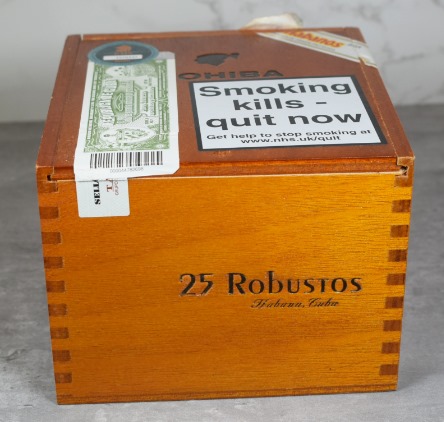 Habanos
OHIBA
Smoking
kills -
quit now
Get help to stop smoking at
www.nhs.uk/quit
25 Robustos
Habana, Cuba